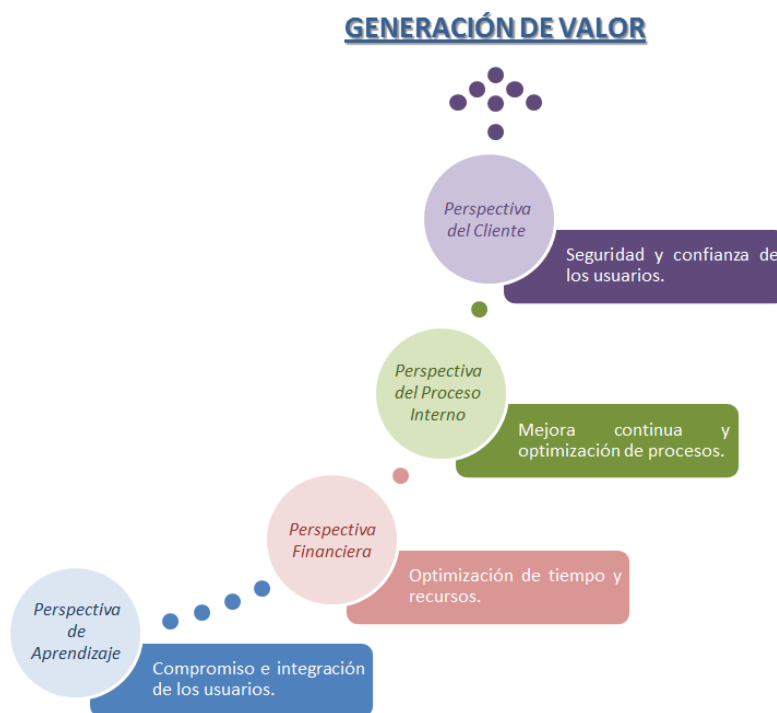 GENERACIÓN DE VALOR
Perspectiva
del Cliente
Seguridad y confianza de
los usuarios.
Perspectiva
del Proceso
Interno
Mejora continua y
optimización de procesos.
Perspectiva
Financiera
Optimización de tiempo y
recursos.
Perspectiva
de
Aprendizaje
Compromiso e integración
de los usuarios.